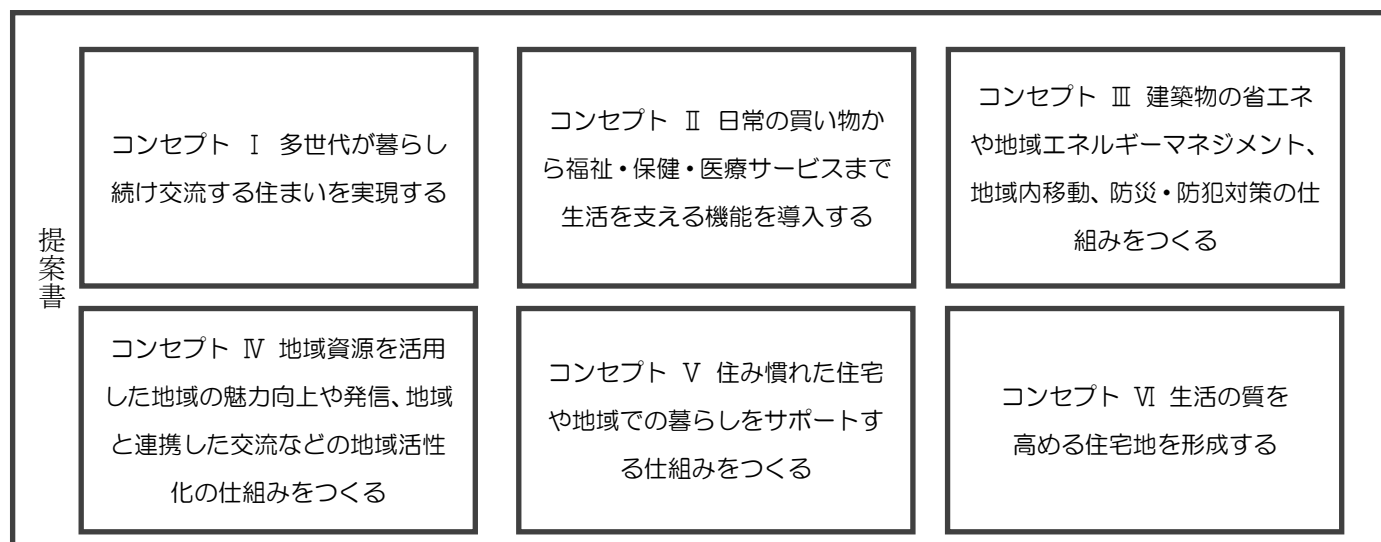 提案書
コンセプト Ⅰ 多世代が暮らし
続け交流する住まいを実現する
コンセプト Ⅱ 日常の買い物か
ら福祉・保健・医療サービスまで
生活を支える機能を導入する
コンセプト Ⅲ 建築物の省エネ
や地域エネルギーマネジメント、
地域内移動、防災・防犯対策の仕
組みをつくる
コンセプト Ⅳ 地域資源を活用
した地域の魅力向上や発信、地域
と連携した交流などの地域活性
化の仕組みをつくる
コンセプト Ⅴ 住み慣れた住宅
や地域での暮らしをサポートす
る仕組みをつくる
コンセプト Ⅵ 生活の質を
高める住宅地を形成する